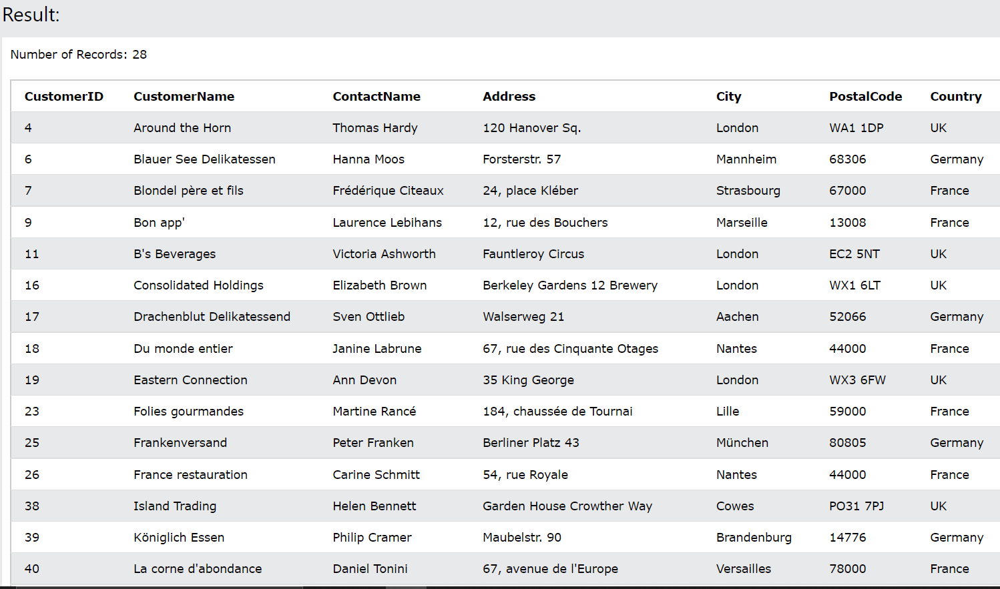 Result:
Number of Records: 28
CustomerID CustomerName ContactName Address City PostalCode Country
4 Around the Horn Thomas Hardy 120 Hanover Sq. London WA1 1DP UK
6 Blauer See Delikatessen Hanna Moos Forsterstr. 57 Mannheim 68306 Germany
7 Blondel père et fils Frédérique Citeaux 24, place Kléber Strasbourg 67000 France
9 Bon app' Laurence Lebihans 12, rue des Bouchers Marseille 13008 France
11 B's Beverages Victoria Ashworth Fauntleroy Circus London EC2 5NT UK
16 Consolidated Holdings Elizabeth Brown Berkeley Gardens 12 Brewery London WX1 6LT UK
17 Drachenblut Delikatessend Sven Ottlieb Walserweg 21 Aachen 52066 Germany
18 Du monde entier Janine Labrune 67, rue des Cinquante Otages Nantes 44000 France
19 Eastern Connection Ann Devon 35 King George London WX3 6FW UK
23 Folies gourmandes Martine Rancé 184, chaussée de Tournai Lille 59000 France
25 Frankenversand Peter Franken Berliner Platz 43 München 80805 Germany
26 France restauration Carine Schmitt 54, rue Royale Nantes 44000 France
38 Island Trading Helen Bennett Garden House Crowther Way Cowes PO31 7PJ UK
39 Königlich Essen Philip Cramer Maubelstr. 90 Brandenburg 14776 Germany
40 La corne d'abondance Daniel Tonini 67, avenue de l'Europe Versailles 78000 France